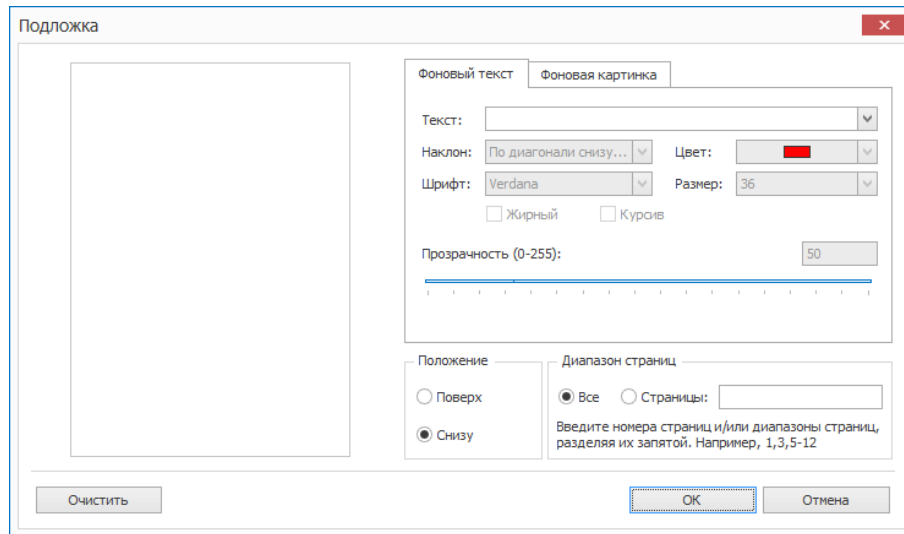 Подложка
Фоновый текст Фоновая картинка
Текст:
Наклон: По диагонали снизу... Цвет:
Шрифт: Verdana Размер: 36
Жирный Курсив
Прозрачность (0-255): 50
Положение Диапазон страниц
Поверх Все Страницы:
Снизу Введите номера страниц и/или диапазоны страниц,
разделяя их запятой. Например, 1,3,5-12
Очистить ОК Отмена